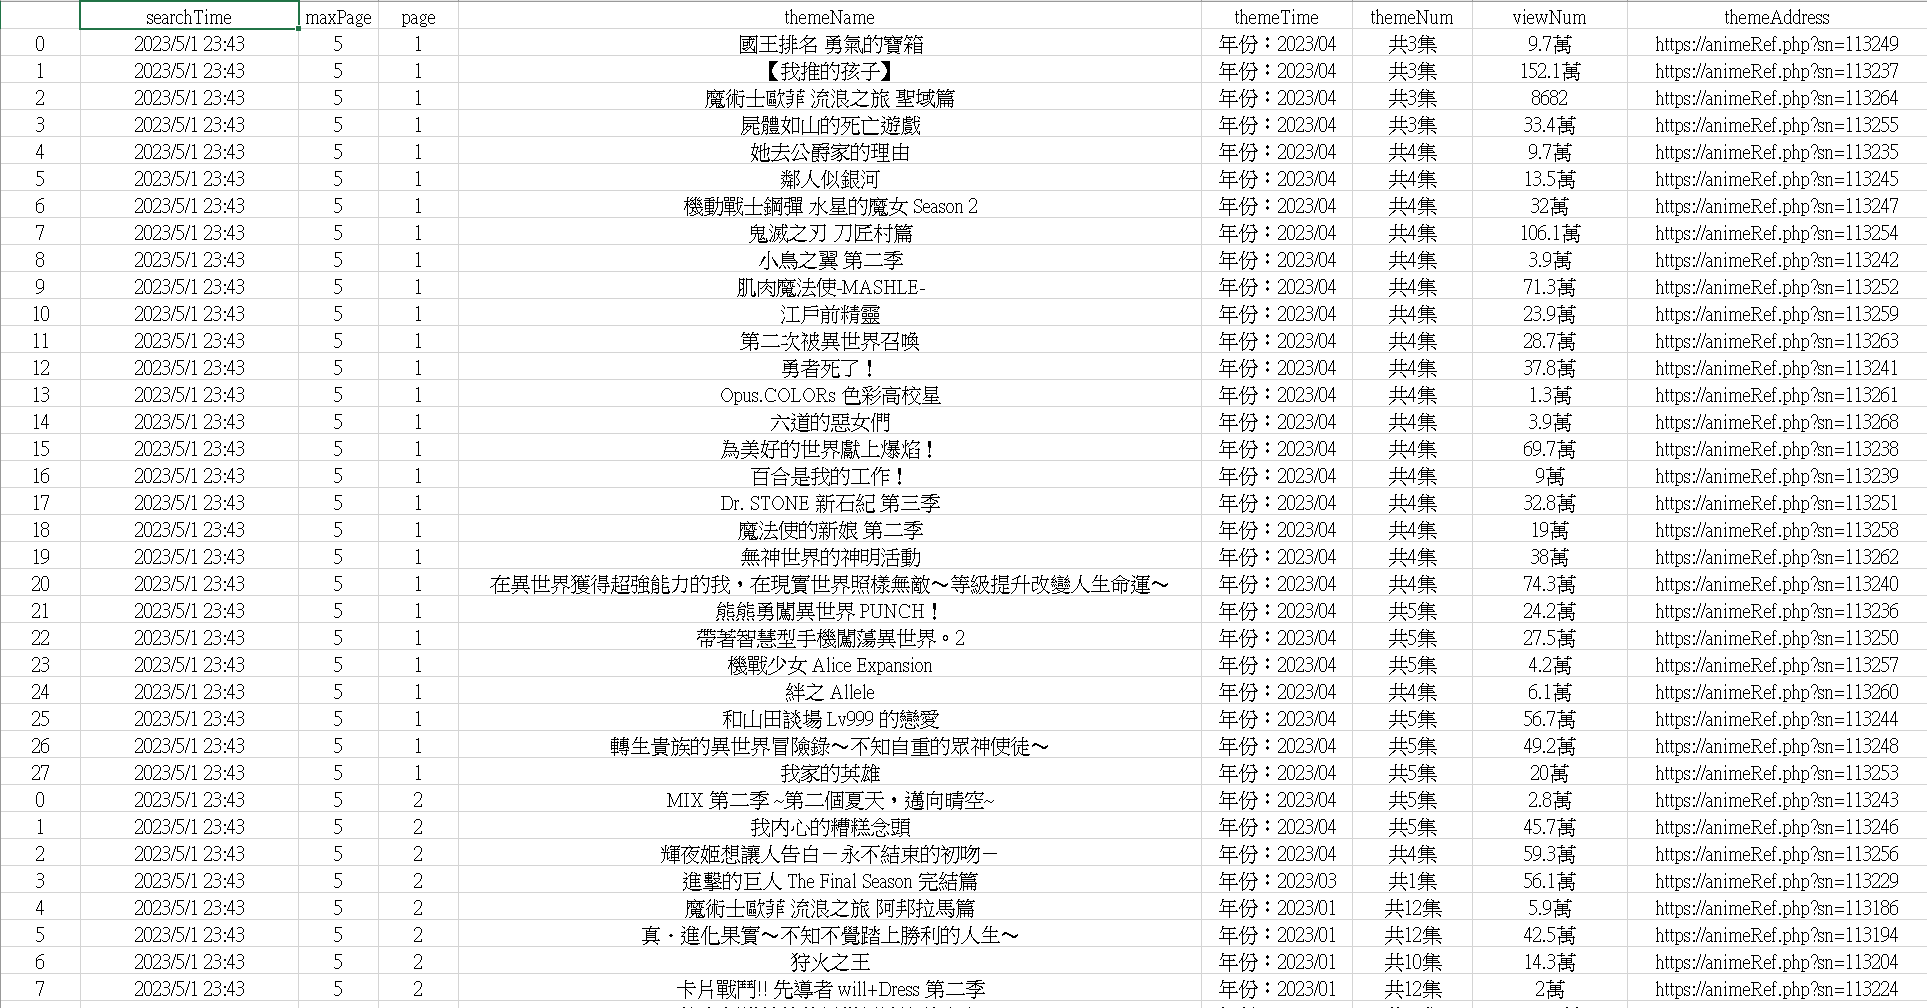 searchTime maxPage page themeName themeTime themeNum viewNum themeAddress
0 2023/5/1 23:43 5 1 國王排名 勇氣的寶箱 年份：2023/04 共3集 9.7萬 https://animeRef.php?sn=113249
1 2023/5/1 23:43 5 1 【我推的孩子】 年份：2023/04 共3集 152.1萬 https://animeRef.php?sn=113237
2 2023/5/1 23:43 5 1 魔術士歐菲 流浪之旅 聖域篇 年份：2023/04 共3集 8682 https://animeRef.php?sn=113264
3 2023/5/1 23:43 5 1 屍體如山的死亡遊戲 年份：2023/04 共3集 33.4萬 https://animeRef.php?sn=113255
4 2023/5/1 23:43 5 1 她去公爵家的理由 年份：2023/04 共4集 9.7萬 https://animeRef.php?sn=113235
5 2023/5/1 23:43 5 1 鄰人似銀河 年份：2023/04 共4集 13.5萬 https://animeRef.php?sn=113245
6 2023/5/1 23:43 5 1 機動戰士鋼彈 水星的魔女 Season 2 年份：2023/04 共4集 32萬 https://animeRef.php?sn=113247
7 2023/5/1 23:43 5 1 鬼滅之刃 刀匠村篇 年份：2023/04 共4集 106.1萬 https://animeRef.php?sn=113254
8 2023/5/1 23:43 5 1 小鳥之翼 第二季 年份：2023/04 共4集 3.9萬 https://animeRef.php?sn=113242
9 2023/5/1 23:43 5 1 肌肉魔法使-MASHLE- 年份：2023/04 共4集 71.3萬 https://animeRef.php?sn=113252
10 2023/5/1 23:43 5 1 江戶前精靈 年份：2023/04 共4集 23.9萬 https://animeRef.php?sn=113259
11 2023/5/1 23:43 5 1 第二次被異世界召喚 年份：2023/04 共4集 28.7萬 https://animeRef.php?sn=113263
12 2023/5/1 23:43 5 1 勇者死了！ 年份：2023/04 共4集 37.8萬 https://animeRef.php?sn=113241
13 2023/5/1 23:43 5 1 Opus.COLORs 色彩高校星 年份：2023/04 共4集 1.3萬 https://animeRef.php?sn=113261
14 2023/5/1 23:43 5 1 六道的惡女們 年份：2023/04 共4集 3.9萬 https://animeRef.php?sn=113268
15 2023/5/1 23:43 5 1 為美好的世界獻上爆焰！ 年份：2023/04 共4集 69.7萬 https://animeRef.php?sn=113238
16 2023/5/1 23:43 5 1 百合是我的工作！ 年份：2023/04 共4集 9萬 https://animeRef.php?sn=113239
17 2023/5/1 23:43 5 1 Dr. STONE 新石紀 第三季 年份：2023/04 共4集 32.8萬 https://animeRef.php?sn=113251
18 2023/5/1 23:43 5 1 魔法使的新娘 第二季 年份：2023/04 共4集 19萬 https://animeRef.php?sn=113258
19 2023/5/1 23:43 5 1 無神世界的神明活動 年份：2023/04 共4集 38萬 https://animeRef.php?sn=113262
20 2023/5/1 23:43 5 1 在異世界獲得超強能力的我，在現實世界照樣無敵～等級提升改變人生命運～ 年份：2023/04 共4集 74.3萬 https://animeRef.php?sn=113240
21 2023/5/1 23:43 5 1 熊熊勇闖異世界 PUNCH！ 年份：2023/04 共5集 24.2萬 https://animeRef.php?sn=113236
22 2023/5/1 23:43 5 1 帶著智慧型手機闖蕩異世界。2 年份：2023/04 共5集 27.5萬 https://animeRef.php?sn=113250
23 2023/5/1 23:43 5 1 機戰少女 Alice Expansion 年份：2023/04 共5集 4.2萬 https://animeRef.php?sn=113257
24 2023/5/1 23:43 5 1 絆之 Allele 年份：2023/04 共4集 6.1萬 https://animeRef.php?sn=113260
25 2023/5/1 23:43 5 1 和山田談場 Lv999 的戀愛 年份：2023/04 共5集 56.7萬 https://animeRef.php?sn=113244
26 2023/5/1 23:43 5 1 轉生貴族的異世界冒險錄～不知自重的眾神使徒～ 年份：2023/04 共5集 49.2萬 https://animeRef.php?sn=113248
27 2023/5/1 23:43 5 1 我家的英雄 年份：2023/04 共5集 20萬 https://animeRef.php?sn=113253
0 2023/5/1 23:43 5 2 MIX 第二季 ~第二個夏天，邁向晴空~ 年份：2023/04 共5集 2.8萬 https://animeRef.php?sn=113243
1 2023/5/1 23:43 5 2 我內心的糟糕念頭 年份：2023/04 共5集 45.7萬 https://animeRef.php?sn=113246
2 2023/5/1 23:43 5 2 輝夜姬想讓人告白－永不結束的初吻－ 年份：2023/04 共4集 59.3萬 https://animeRef.php?sn=113256
3 2023/5/1 23:43 5 2 進擊的巨人 The Final Season 完結篇 年份：2023/03 共1集 56.1萬 https://animeRef.php?sn=113229
4 2023/5/1 23:43 5 2 魔術士歐菲 流浪之旅 阿邦拉馬篇 年份：2023/01 共12集 5.9萬 https://animeRef.php?sn=113186
5 2023/5/1 23:43 5 2 真・進化果實～不知不覺踏上勝利的人生～ 年份：2023/01 共12集 42.5萬 https://animeRef.php?sn=113194
6 2023/5/1 23:43 5 2 狩火之王 年份：2023/01 共10集 14.3萬 https://animeRef.php?sn=113204
7 2023/5/1 23:43 5 2 卡片戰鬥!! 先導者 will+Dress 第二季 年份：2023/01 共12集 2萬 https://animeRef.php?sn=113224